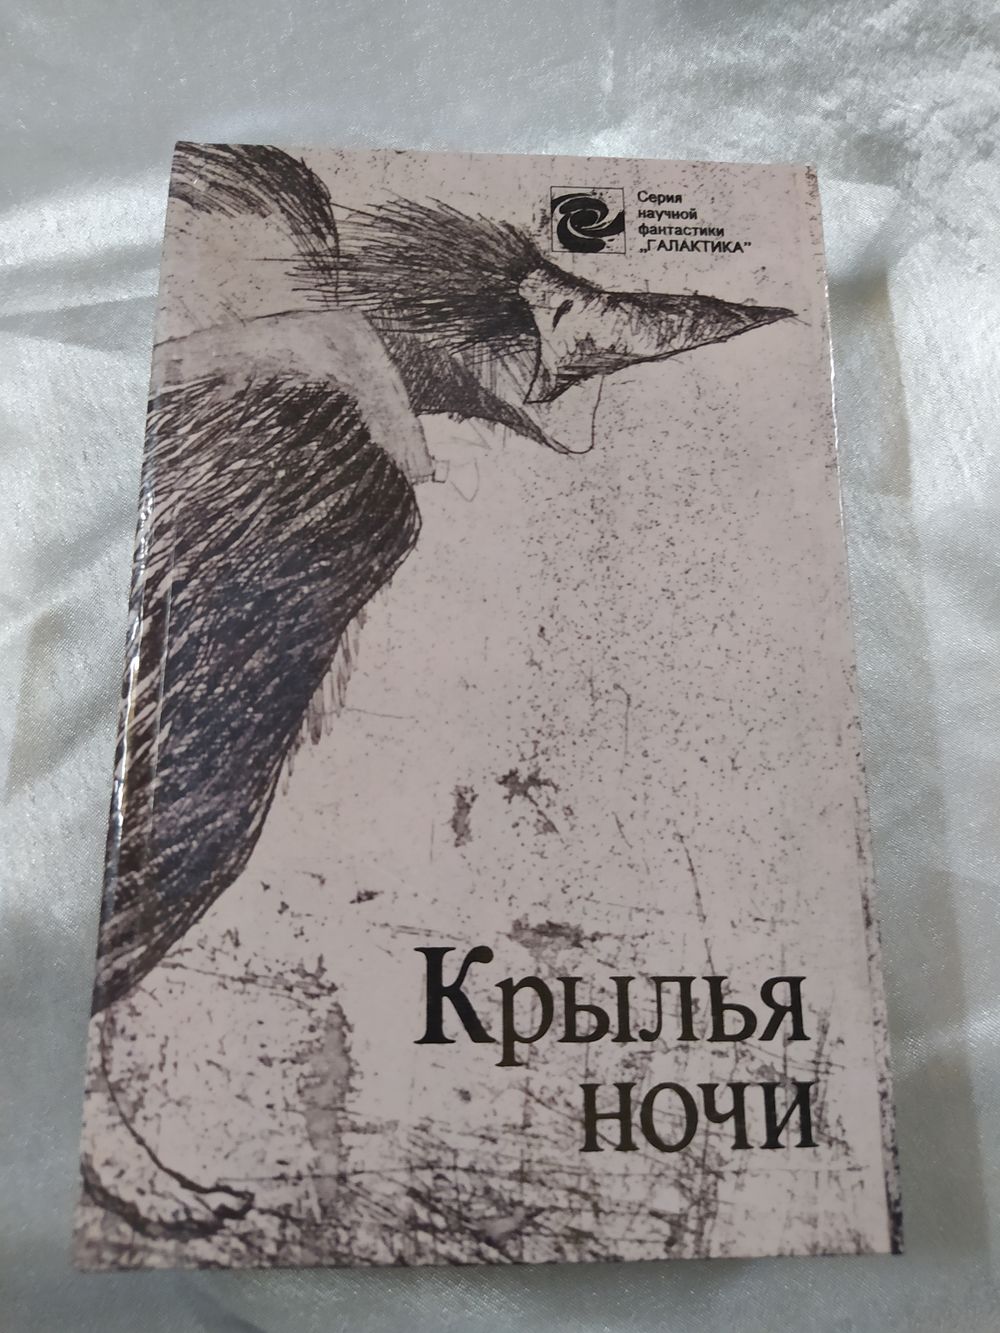 Серия
научной
фантастики
„ГАЛАКТИКА”
Крылья
ночи